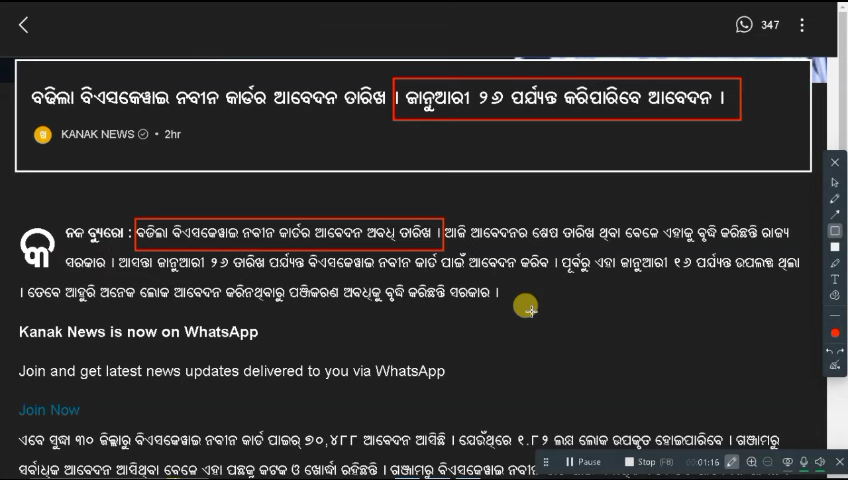 347
ବଢିଲା ବିଏସକେୱାଇ ନବୀନ କାର୍ଡର ଆବେଦନ ତାରିଖ । ଜାନୁଆରୀ ୨୬ ପର୍ଯ୍ୟନ୍ତ କରିପାରିବେ ଆବେଦନ ।
KANAK NEWS • 2hr
କନକ ବ୍ୟୁରୋ : ବଢିଲା ବିଏସକେୱାଇ ନବୀନ କାର୍ଡର ଆବେଦନ ଅବଧି ତାରିଖ । ଆଜି ଆବେଦନର ଶେଷ ତାରିଖ ଥିବା ବେଳେ ଏହାକୁ ବୃଦ୍ଧି କରିଛନ୍ତି ରାଜ୍ୟ
ସରକାର । ଆସନ୍ତା ଜାନୁଆରୀ ୨୬ ତାରିଖ ପର୍ଯ୍ୟନ୍ତ ବିଏସକେୱାଇ ନବୀନ କାର୍ଡ ପାଇଁ ଆବେଦନ କରିବ । ପୂର୍ବରୁ ଏହା ଜାନୁଆରୀ ୧୬ ପର୍ଯ୍ୟନ୍ତ ଉପଲବ୍ଧ ଥିଲା
। ତେବେ ଆହୁରି ଅନେକ ଲୋକ ଆବେଦନ କରିନଥିବାରୁ ପଞ୍ଜିକରଣ ଅବଧିକୁ ବୃଦ୍ଧି କରିଛନ୍ତି ସରକାର ।
Kanak News is now on WhatsApp
Join and get latest news updates delivered to you via WhatsApp
Join Now
ଏବେ ସୁଦ୍ଧା ୩୦ ଜିଲ୍ଲାରୁ ବିଏସକେୱାଇ ନବୀନ କାର୍ଡ ପାଇଁର ୭୦,୪୮୮ ଆବେଦନ ଆସିଛି । ଯେଉଁଥିରେ ୧.୮୨ ଲକ୍ଷ ଲୋକ ଉପକୃତ ହୋଇପାରିବେ । ଗଞ୍ଜାମରୁ
ସର୍ବାଧିକ ଆବେଦନ ଆସିଥିବା ବେଳେ ଏହା ପଛକୁ କଟକ ଓ ଖୋର୍ଦ୍ଧା ରହିଛନ୍ତି । ଗଞ୍ଜାମରୁ ବିଏସକେୱାଇ ନବୀନ
Pause Stop (F8) 00:01:16